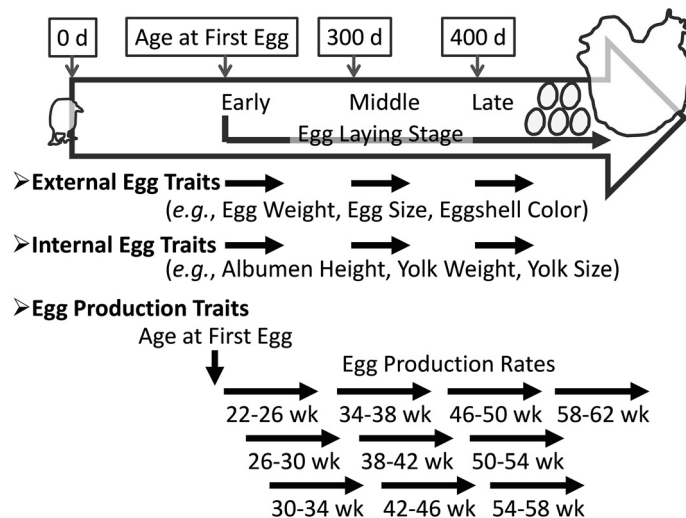 0 d Age at First Egg 300 d 400 d
Early Middle Late
Egg Laying Stage
➢External Egg Traits
(e.g., Egg Weight, Egg Size, Eggshell Color)
➢Internal Egg Traits
(e.g., Albumen Height, Yolk Weight, Yolk Size)
➢Egg Production Traits
Age at First Egg
Egg Production Rates
22-26 wk 34-38 wk 46-50 wk 58-62 wk
26-30 wk 38-42 wk 50-54 wk
30-34 wk 42-46 wk 54-58 wk